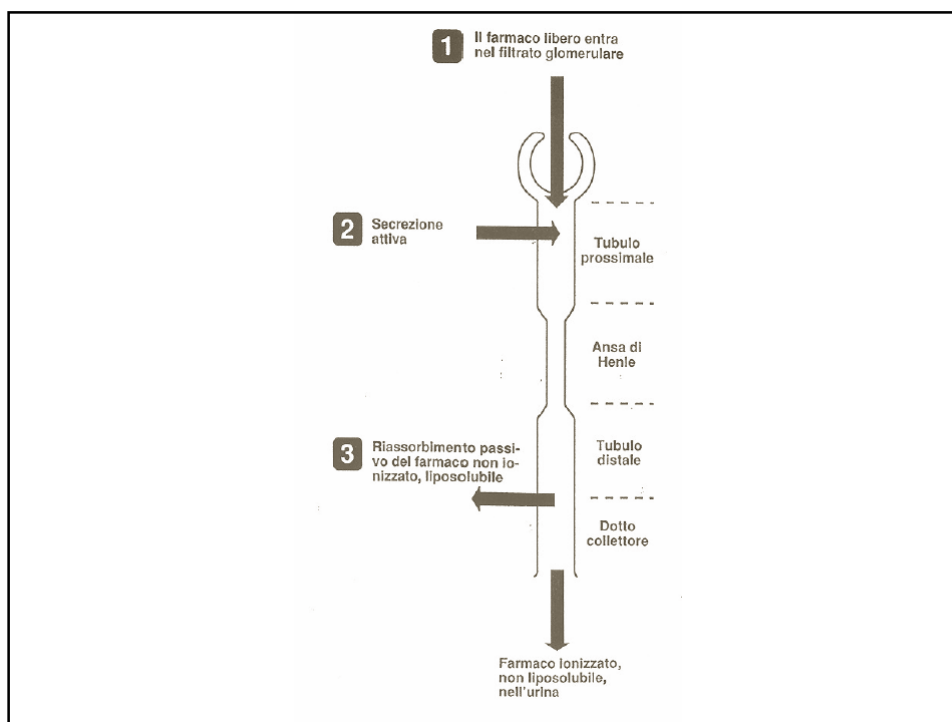 1
Il farmaco libero entra
nel filtrato glomerulare
2
Secrezione
attiva
Tubulo
prossimale
Ansa di
Henle
3
Riassorbimento passi-
vo del farmaco non io-
nizzato, liposolubile
Tubulo
distale
Dotto
collettore
Farmaco ionizzato,
non liposolubile,
nell'urina